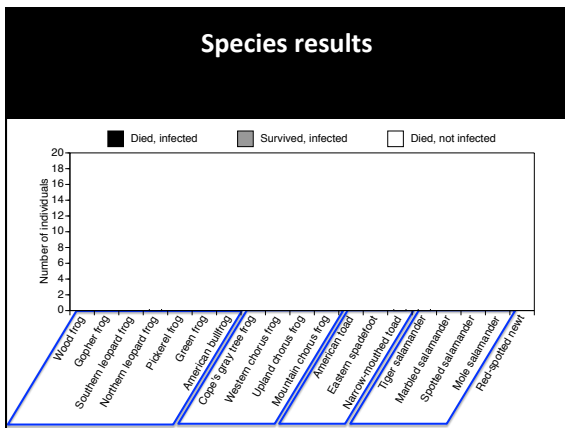 Species results
Died, infected
Survived, infected
Died, not infected
Number of individuals
20
18
16
14
12
10
8
6
4
2
0
Wood frog
Gopher frog
Southern leopard frog
Northern leopard frog
Pickerel frog
Green frog
American bullfrog
Cope's gray tree frog
Western chorus frog
Upland chorus frog
Mountain chorus frog
American toad
Eastern spadefoot
Narrow-mouthed toad
Tiger salamander
Marbled salamander
Spotted salamander
Mole salamander
Red-spotted newt